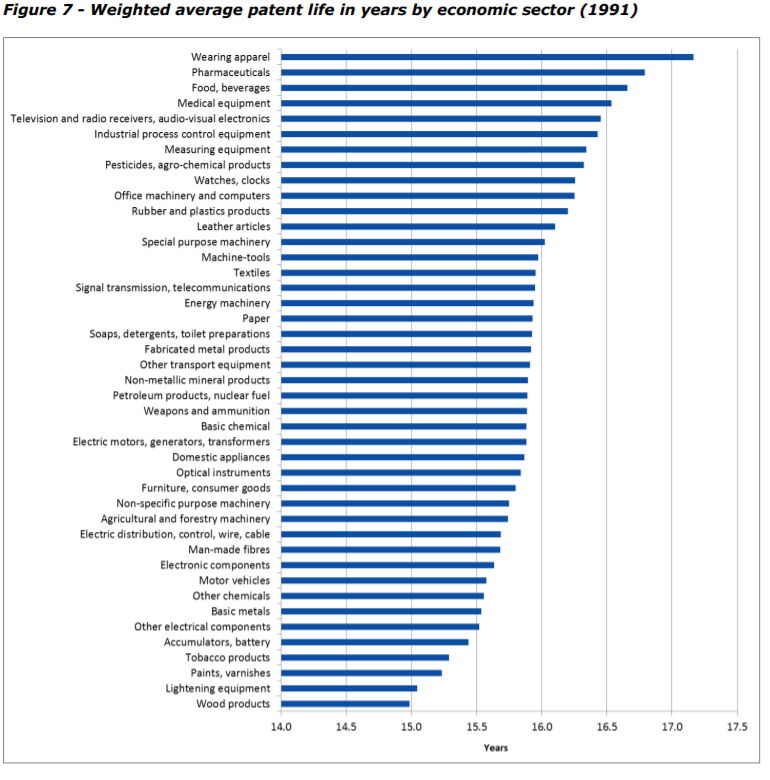 Figure 7 - Weighted average patent life in years by economic sector (1991)
Wearing apparel
Pharmaceuticals
Food, beverages
Medical equipment
Television and radio receivers, audio-visual electronics
Industrial process control equipment
Measuring equipment
Pesticides, agro-chemical products
Watches, clocks
Office machinery and computers
Rubber and plastics products
Leather articles
Special purpose machinery
Machine-tools
Textiles
Signal transmission, telecommunications
Energy machinery
Paper
Soaps, detergents, toilet preparations
Fabricated metal products
Other transport equipment
Non-metallic mineral products
Petroleum products, nuclear fuel
Weapons and ammunition
Basic chemical
Electric motors, generators, transformers
Domestic appliances
Optical instruments
Furniture, consumer goods
Non-specific purpose machinery
Agricultural and forestry machinery
Electric distribution, control, wire, cable
Man-made fibres
Electronic components
Motor vehicles
Other chemicals
Basic metals
Other electrical components
Accumulators, battery
Tobacco products
Paints, varnishes
Lightening equipment
Wood products
14.0 14.5 15.0 15.5 16.0 16.5 17.0 17.5
Years